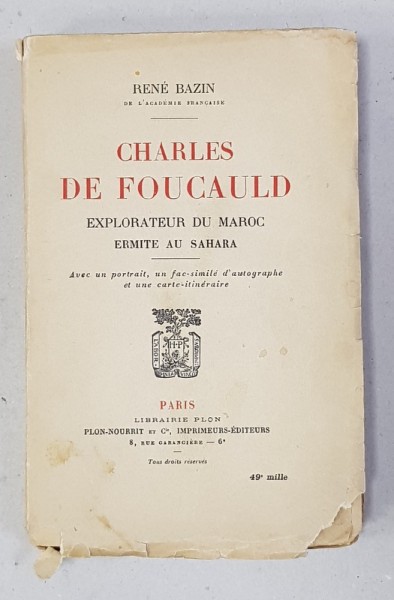 RENÉ BAZIN
DE L'ACADÉMIE FRANÇAISE
CHARLES
DE FOUCAULD
EXPLORATEUR DU MAROC
ERMITE AU SAHARA
Avec un portrait, un fac-similé d'autographe
et une carte-itinéraire
H P
LABOR
PARIS
LIBRAIRIE PLON
PLON-NOURRIT ET Cie, IMPRIMEURS-ÉDITEURS
8, RUE GARANCIÈRE — 6e
Tous droits réservés
49e mille